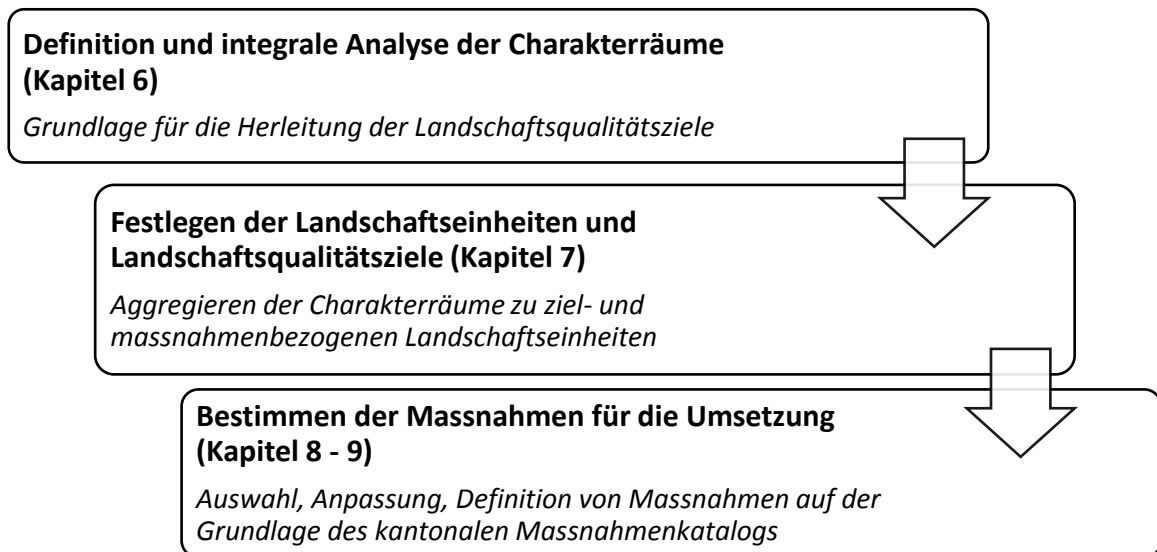 Definition und integrale Analyse der Charakterräume
(Kapitel 6)
Grundlage für die Herleitung der Landschaftsqualitätsziele
Festlegen der Landschaftseinheiten und
Landschaftsqualitätsziele (Kapitel 7)
Aggregieren der Charakterräume zu ziel- und
massnahmenbezogenen Landschaftseinheiten
Bestimmen der Massnahmen für die Umsetzung
(Kapitel 8 - 9)
Auswahl, Anpassung, Definition von Massnahmen auf der
Grundlage des kantonalen Massnahmenkatalogs